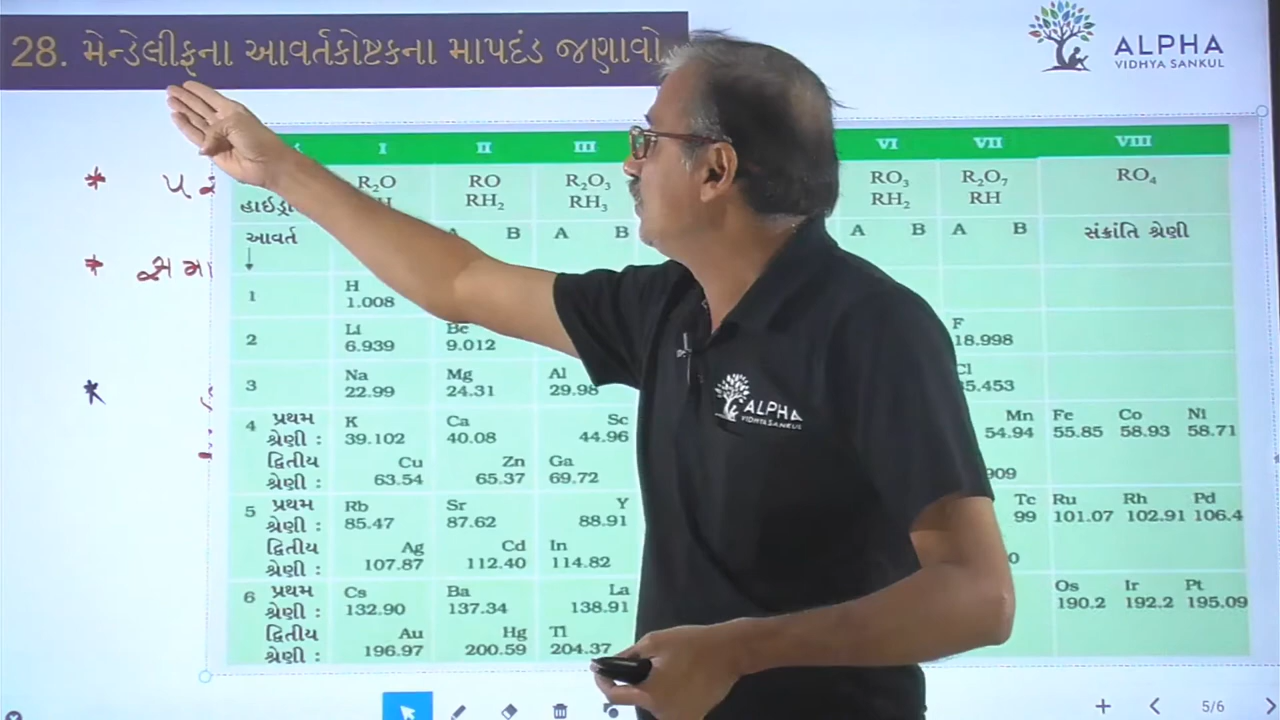 28. મેન્ડેલીફના આવર્તકોષ્ટકના માપદંડ જણાવો
ALPHA
VIDHYA SANKUL
I II III VI VII VIII
R₂O RO R₂O₃ RO₃ R₂O₇ RO₄
RH₂ RH₃ RH₂ RH
આવર્ત A B A B A B A B સંક્રાંતિ શ્રેણી
↓
1 H
1.008
2 Li Be F
6.939 9.012 18.998
3 Na Mg Al Cl
22.99 24.31 29.98 35.453
4 પ્રથમ K Ca Sc Mn Fe Co Ni
શ્રેણી : 39.102 40.08 44.96 54.94 55.85 58.93 58.71
દ્વિતીય Cu Zn Ga
શ્રેણી : 63.54 65.37 69.72
5 પ્રથમ Rb Sr Y Tc Ru Rh Pd
શ્રેણી : 85.47 87.62 88.91 99 101.07 102.91 106.4
દ્વિતીય Ag Cd In
શ્રેણી : 107.87 112.40 114.82
6 પ્રથમ Cs Ba La Os Ir Pt
શ્રેણી : 132.90 137.34 138.91 190.2 192.2 195.09
દ્વિતીય Au Hg Tl
શ્રેણી : 196.97 200.59 204.37
ALPHA
VIDHYA SANKUL
5/6